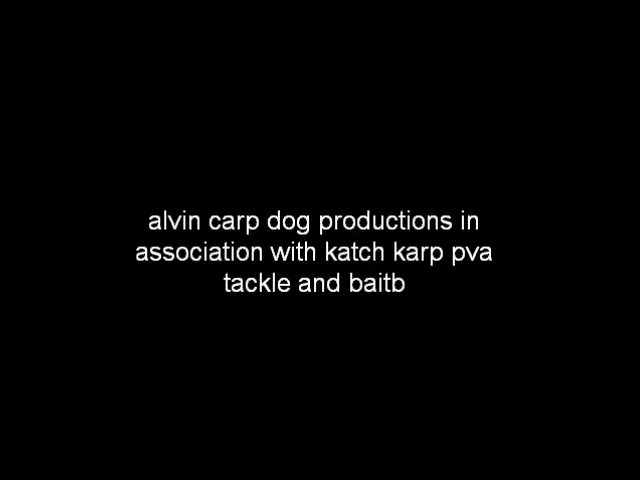 alvin carp dog productions in
association with katch karp pva
tackle and baitb